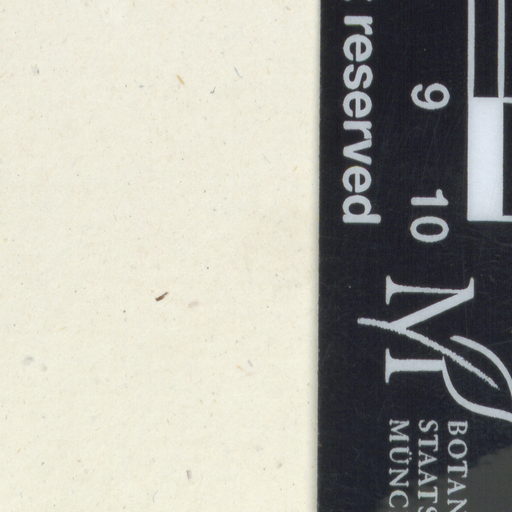 reserved
9
10
M
BOTAN
STAATS
MÜNC